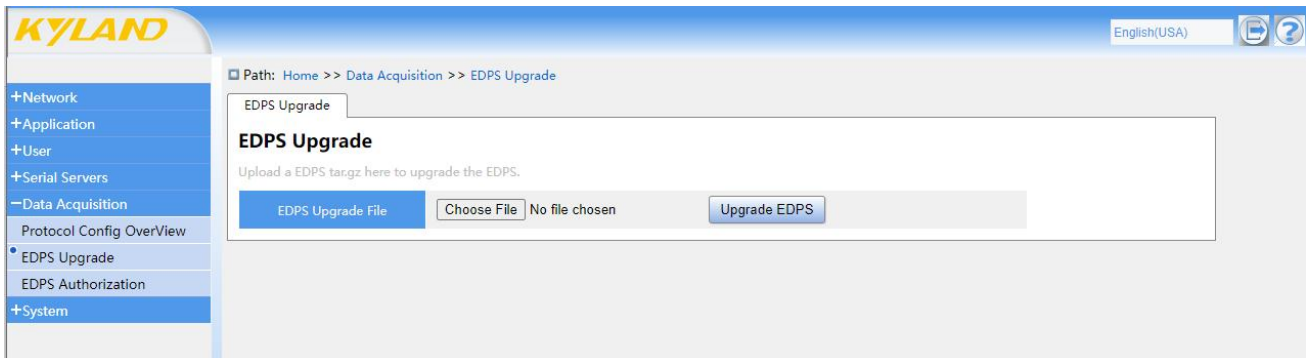 KYLAND
English(USA)
Path: Home >> Data Acquisition >> EDPS Upgrade
+Network
+Application
+User
+Serial Servers
−Data Acquisition
Protocol Config OverView
EDPS Upgrade
EDPS Authorization
+System
EDPS Upgrade
EDPS Upgrade
Upload a EDPS tar.gz here to upgrade the EDPS.
EDPS Upgrade File Choose File No file chosen Upgrade EDPS